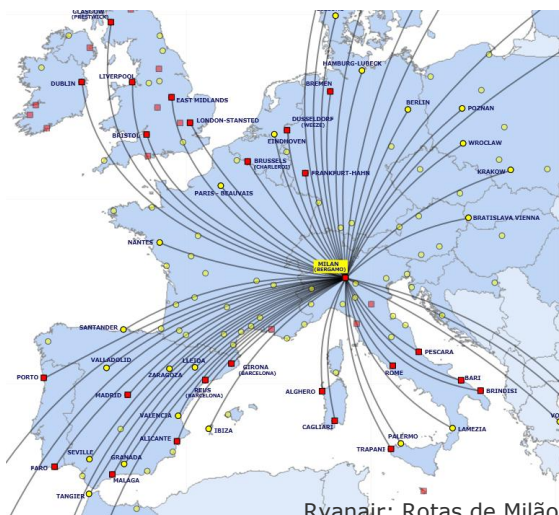 GLASGOW
(PRESTWICK)
DUBLIN
LIVERPOOL
EAST MIDLANDS
LONDON-STANSTED
BRISTOL
HAMBURG-LUBECK
BREMEN
BERLIN
POZNAN
DUSSELDORF
(WEEZE)
EINDHOVEN
WROCLAW
BRUSSELS
(CHARLEROI)
FRANKFURT-HAHN
KRAKOW
PARIS - BEAUVAIS
BRATISLAVA VIENNA
NANTES
MILAN
(BERGAMO)
SANTANDER
VALLADOLID
LLEIDA
ZARAGOZA
GIRONA
(BARCELONA)
PORTO
MADRID
REUS
(BARCELONA)
PESCARA
ROME
BARI
BRINDISI
ALGHERO
VALENCIA
IBIZA
CAGLIARI
ALICANTE
LAMEZIA
PALERMO
TRAPANI
SEVILLE
GRANADA
FARO
MALAGA
TANGIER
Ryanair: Rotas de Milão